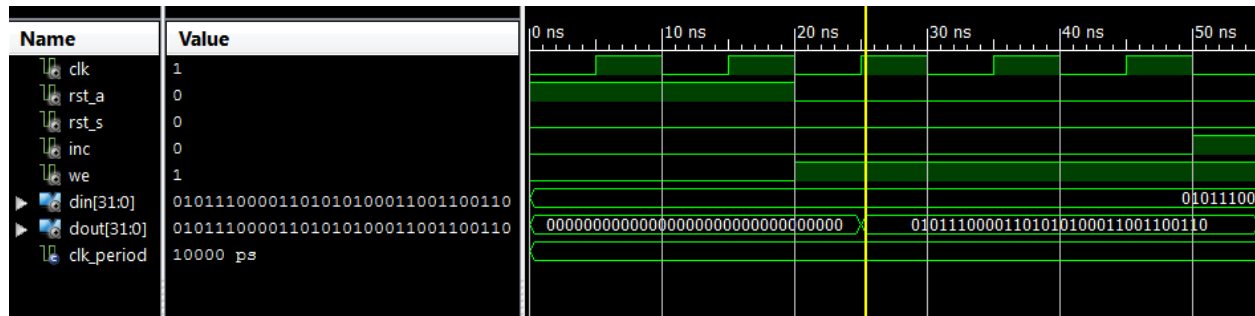 Name Value 0 ns 10 ns 20 ns 30 ns 40 ns 50 ns
clk 1
rst_a 0
rst_s 0
inc 0
we 1
din[31:0] 01011100001101010100011001100110 01011100
dout[31:0] 01011100001101010100011001100110 00000000000000000000000000000000 01011100001101010100011001100110
clk_period 10000 ps